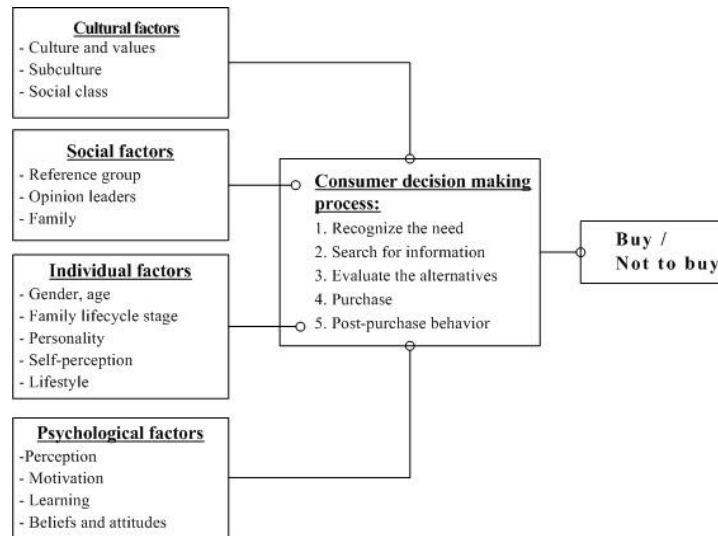 Cultural factors
- Culture and values
- Subculture
- Social class
Social factors
- Reference group
- Opinion leaders
- Family
Individual factors
- Gender, age
- Family lifecycle stage
- Personality
- Self-perception
- Lifestyle
Psychological factors
-Perception
- Motivation
- Learning
- Beliefs and attitudes
Consumer decision making
process:
1. Recognize the need
2. Search for information
3. Evaluate the alternatives
4. Purchase
5. Post-purchase behavior
Buy /
Not to buy